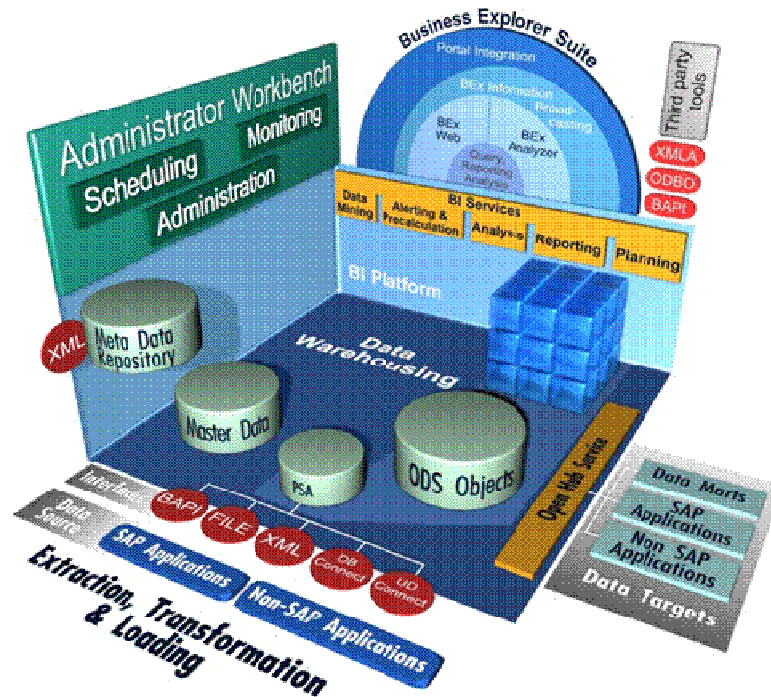 Business Explorer Suite
Portal Integration
BEx Information
Broad-
casting
BEx
Web
BEx
Analyzer
Query
Reporting
Analysis
Third party
tools
XMLA
ODBO
BAPI
Administrator Workbench
Monitoring
Scheduling
Administration
BI Services
Data
Mining
Alerting &
Precalculation
Analysis
Reporting
Planning
BI Platform
Data
Warehousing
XML
Meta Data
Repository
Master Data
PSA
ODS Objects
Open Web Service
Data Marts
SAP
Applications
Non SAP
Applications
Data Targets
Data
Source
BAPI
FILE
XML
DB
Connect
UD
Connect
SAP Applications
Non-SAP Applications
Extraction, Transformation
& Loading